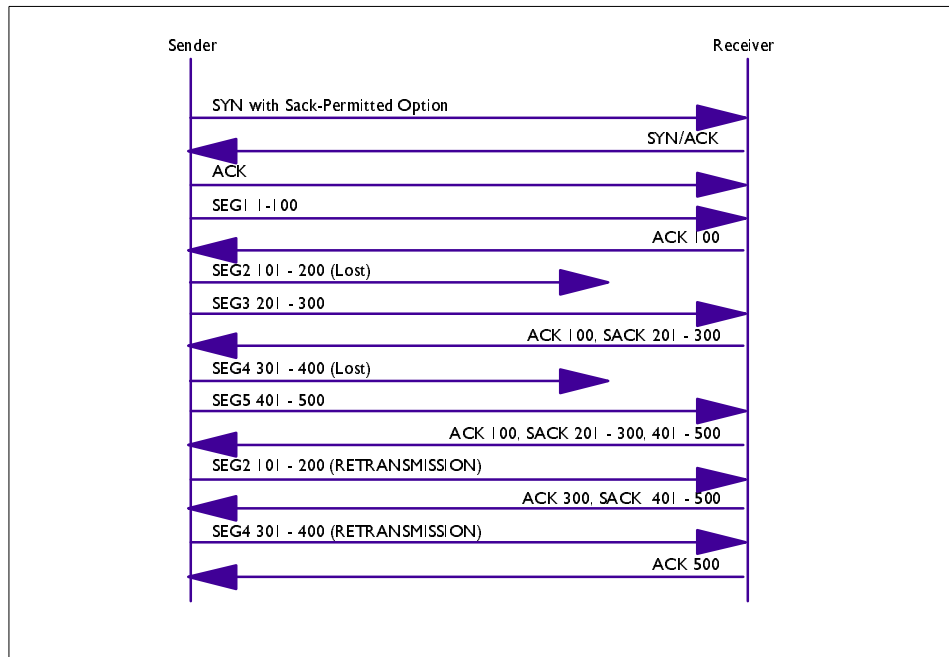 Sender
Receiver
SYN with Sack-Permitted Option
SYN/ACK
ACK
SEG1 1-100
ACK 100
SEG2 101 - 200 (Lost)
SEG3 201 - 300
ACK 100, SACK 201 - 300
SEG4 301 - 400 (Lost)
SEG5 401 - 500
ACK 100, SACK 201 - 300, 401 - 500
SEG2 101 - 200 (RETRANSMISSION)
ACK 300, SACK 401 - 500
SEG4 301 - 400 (RETRANSMISSION)
ACK 500